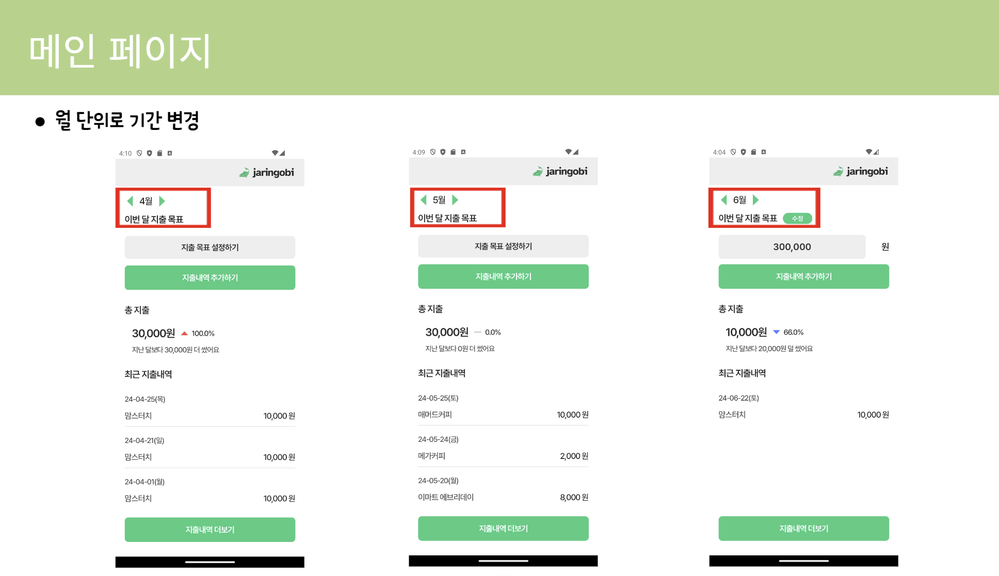 메인 페이지
● 월 단위로 기간 변경
4:10
jaringobi
4월
이번 달 지출 목표
지출 목표 설정하기
지출내역 추가하기
총 지출
30,000원 100.0%
지난 달보다 30,000원 더 썼어요
최근 지출내역
24-04-25(목)
맘스터치 10,000 원
24-04-21(일)
맘스터치 10,000 원
24-04-01(월)
맘스터치 10,000 원
지출내역 더보기
4:09
jaringobi
5월
이번 달 지출 목표
지출 목표 설정하기
지출내역 추가하기
총 지출
30,000원 0.0%
지난 달보다 0원 더 썼어요
최근 지출내역
24-05-25(토)
매머드커피 10,000 원
24-05-24(금)
메가커피 2,000 원
24-05-20(월)
이마트 에브리데이 8,000 원
지출내역 더보기
4:04
jaringobi
6월
이번 달 지출 목표 수정
300,000 원
지출내역 추가하기
총 지출
10,000원 66.0%
지난 달보다 20,000원 덜 썼어요
최근 지출내역
24-06-22(토)
맘스터치 10,000 원
지출내역 더보기